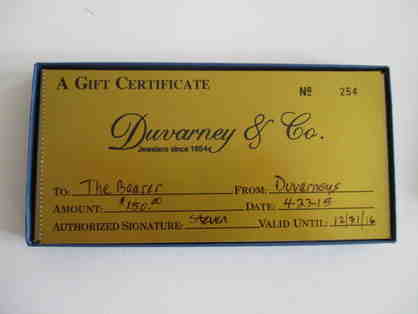 A GIFT CERTIFICATE Nº 254
Duvarney & Co.
Jewelers since 1854
TO: The Bearer FROM: Duvarneys
AMOUNT: $150.00 DATE: 4-23-15
AUTHORIZED SIGNATURE: Steven VALID UNTIL: 12/31/16